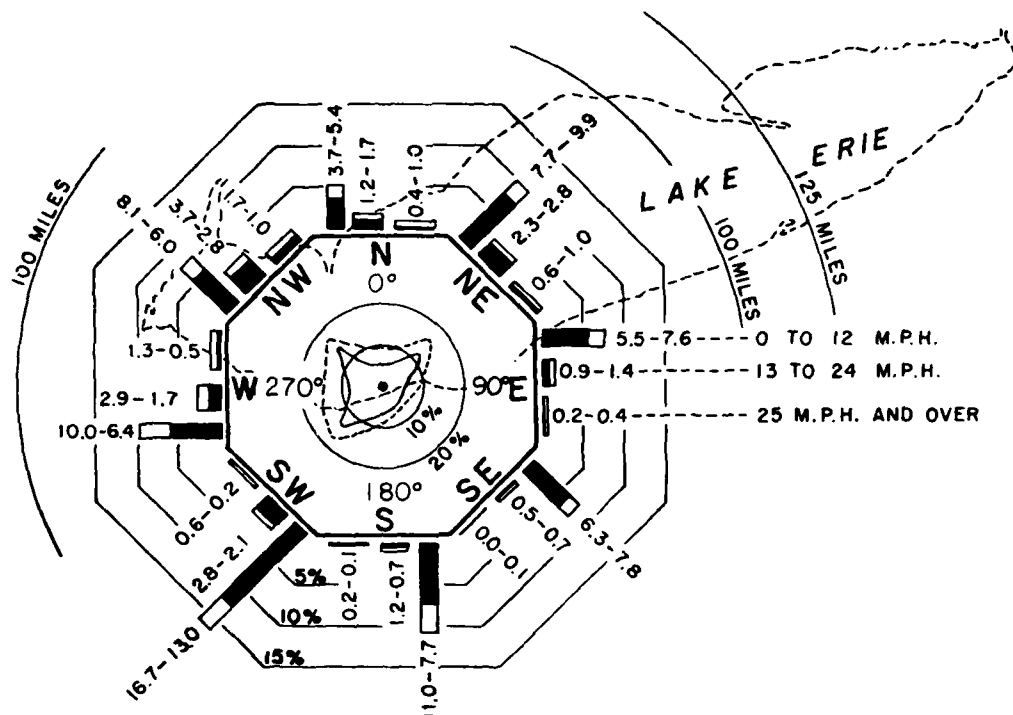 3.7-5.4
1.2-1.7
0.4-1.0
7.7-9.9
2.3-2.8
0.6-1.0
LAKE ERIE
100 MILES
125 MILES
100 MILES
8.1-6.0
3.7-2.8
1.7-1.0
NW
N
0°
NE
1.3-0.5
2.9-1.7
10.0-6.4
W 270°
90° E
10%
20%
5.5-7.6 0 TO 12 M.P.H.
0.9-1.4 13 TO 24 M.P.H.
0.2-0.4 25 M.P.H. AND OVER
SW
180°
S
SE
0.6-0.2
2.8-2.1
16.7-13.0
0.2-0.1
1.2-0.7
11.0-7.7
0.0-0.1
0.5-0.7
6.3-7.8
5%
10%
15%